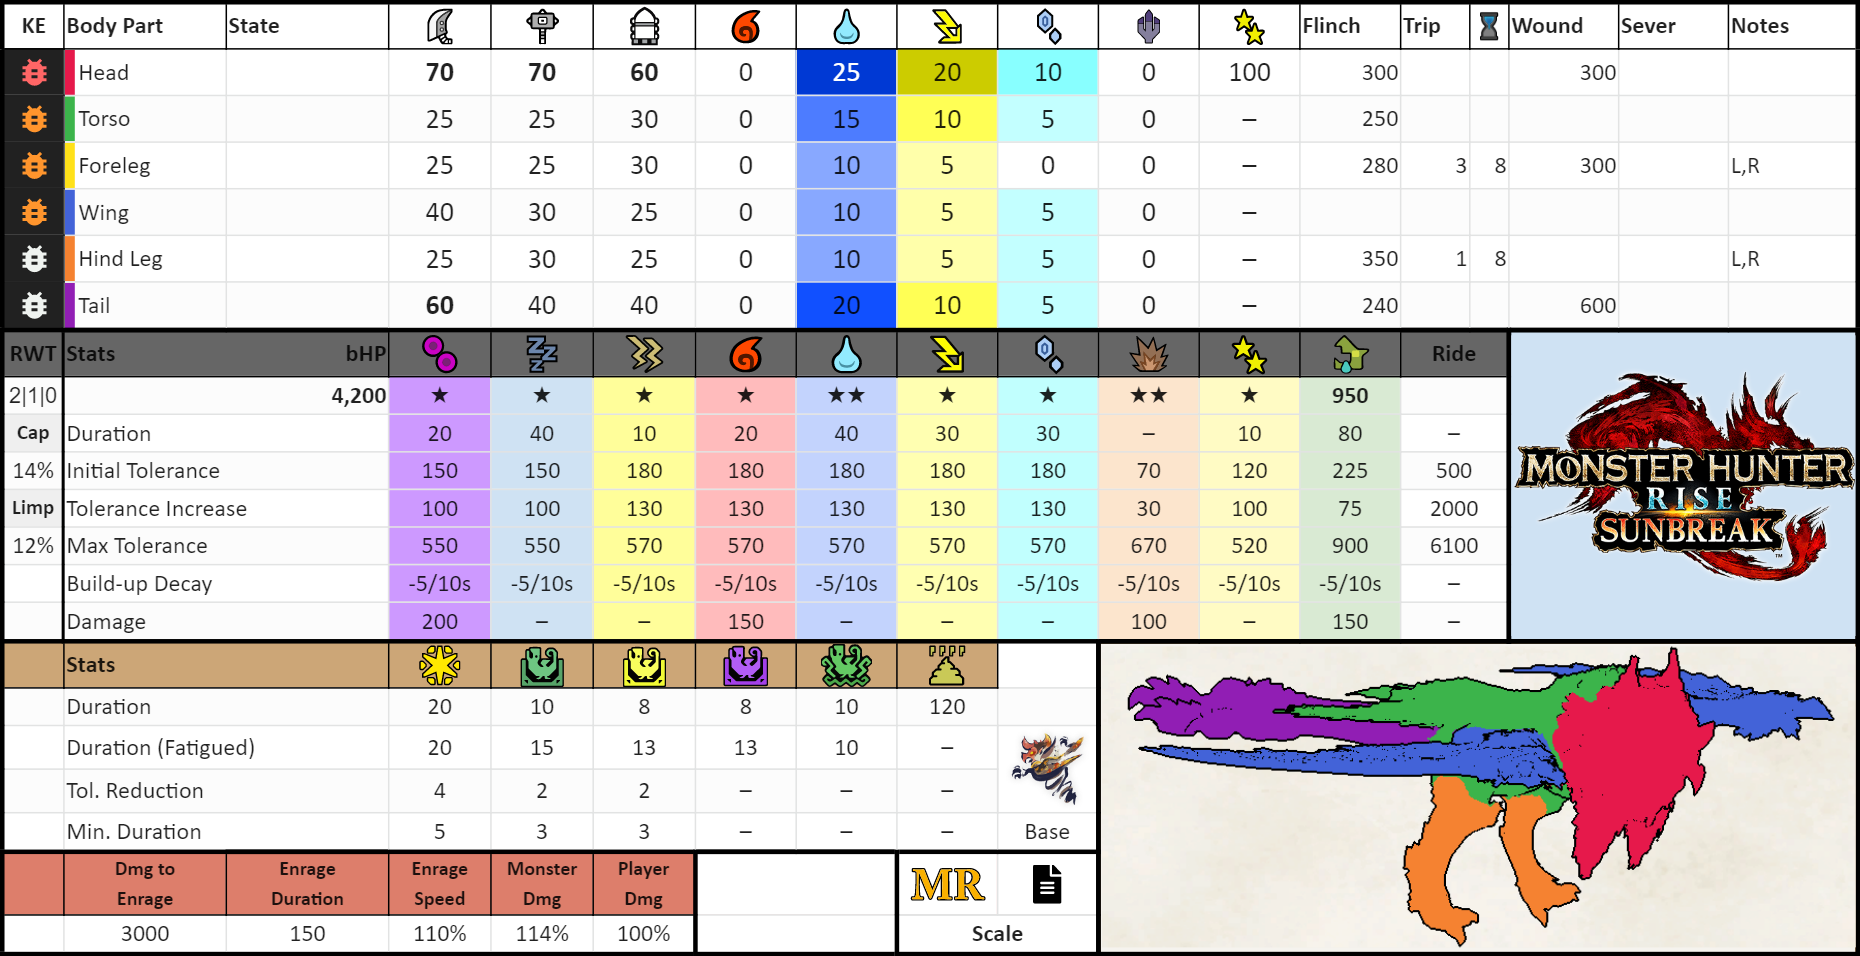 KE Body Part State Flinch Trip Wound Sever Notes
Head 70 70 60 0 25 20 10 0 100 300 300
Torso 25 25 30 0 15 10 5 0 – 250
Foreleg 25 25 30 0 10 5 0 0 – 280 3 8 300 L,R
Wing 40 30 25 0 10 5 5 0 –
Hind Leg 25 30 25 0 10 5 5 0 – 350 1 8 L,R
Tail 60 40 40 0 20 10 5 0 – 240 600
RWT Stats bHP Ride
2|1|0 4,200 ★ ★ ★ ★ ★★ ★ ★ ★★ ★ 950
Cap Duration 20 40 10 20 40 30 30 – 10 80 –
14% Initial Tolerance 150 150 180 180 180 180 180 70 120 225 500
Limp Tolerance Increase 100 100 130 130 130 130 130 30 100 75 2000
12% Max Tolerance 550 550 570 570 570 570 570 670 520 900 6100
Build-up Decay -5/10s -5/10s -5/10s -5/10s -5/10s -5/10s -5/10s -5/10s -5/10s -5/10s –
Damage 200 – – 150 – – – 100 – 150 –
MONSTER HUNTER
RISE
SUNBREAK™
Stats
Duration 20 10 8 8 10 120
Duration (Fatigued) 20 15 13 13 10 –
Tol. Reduction 4 2 2 – – –
Min. Duration 5 3 3 – – – Base
Dmg to Enrage Enrage Monster Player
Enrage Duration Speed Dmg Dmg
MR
3000 150 110% 114% 100% Scale